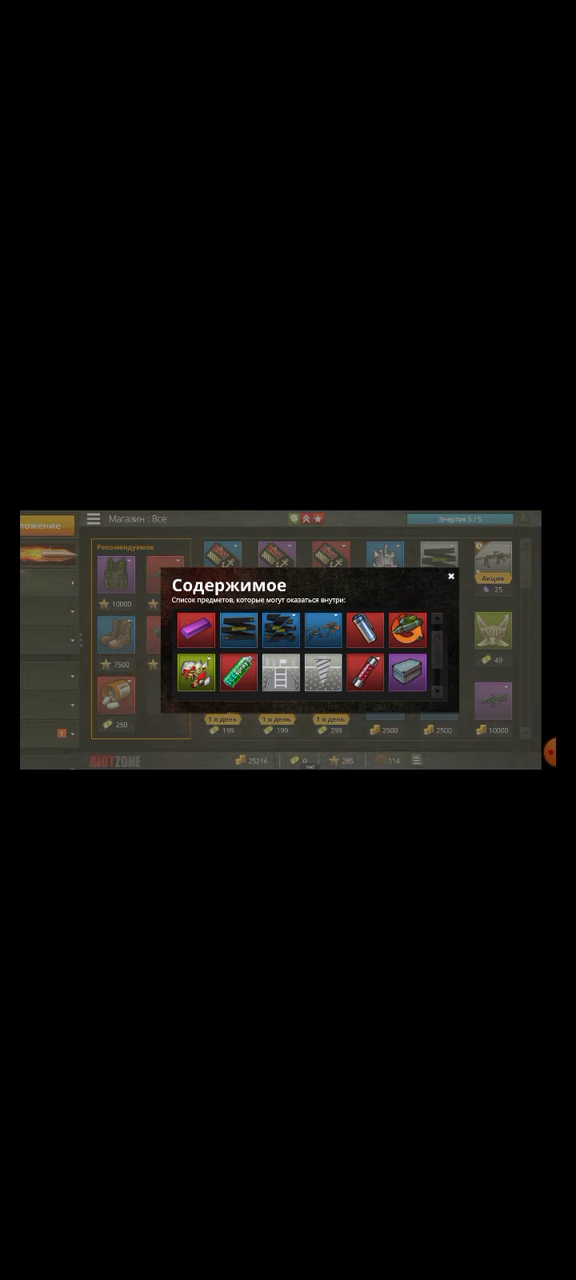 ложение
Магазин : Все
Энергия 5 / 5
Рекомендуемое
Содержимое
Список предметов, которые могут оказаться внутри:
Акция
10000
25
7500
49
250
1 в день
1 в день
1 в день
199
199
299
2500
2500
10000
RIOTZONE
25216
0
285
114